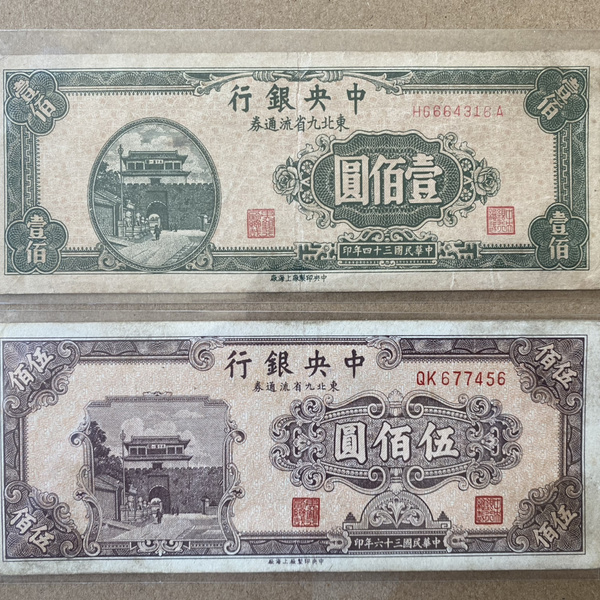 壹佰
中央銀行
壹佰
東北九省流通券
H6664318A
壹佰圓
壹佰
中華民國三十四年印
壹佰
中央印製廠上海廠
伍佰
中央銀行
伍佰
東北九省流通券
QK677456
伍佰圓
伍佰
中華民國三十六年印
伍佰
中央印製廠上海廠